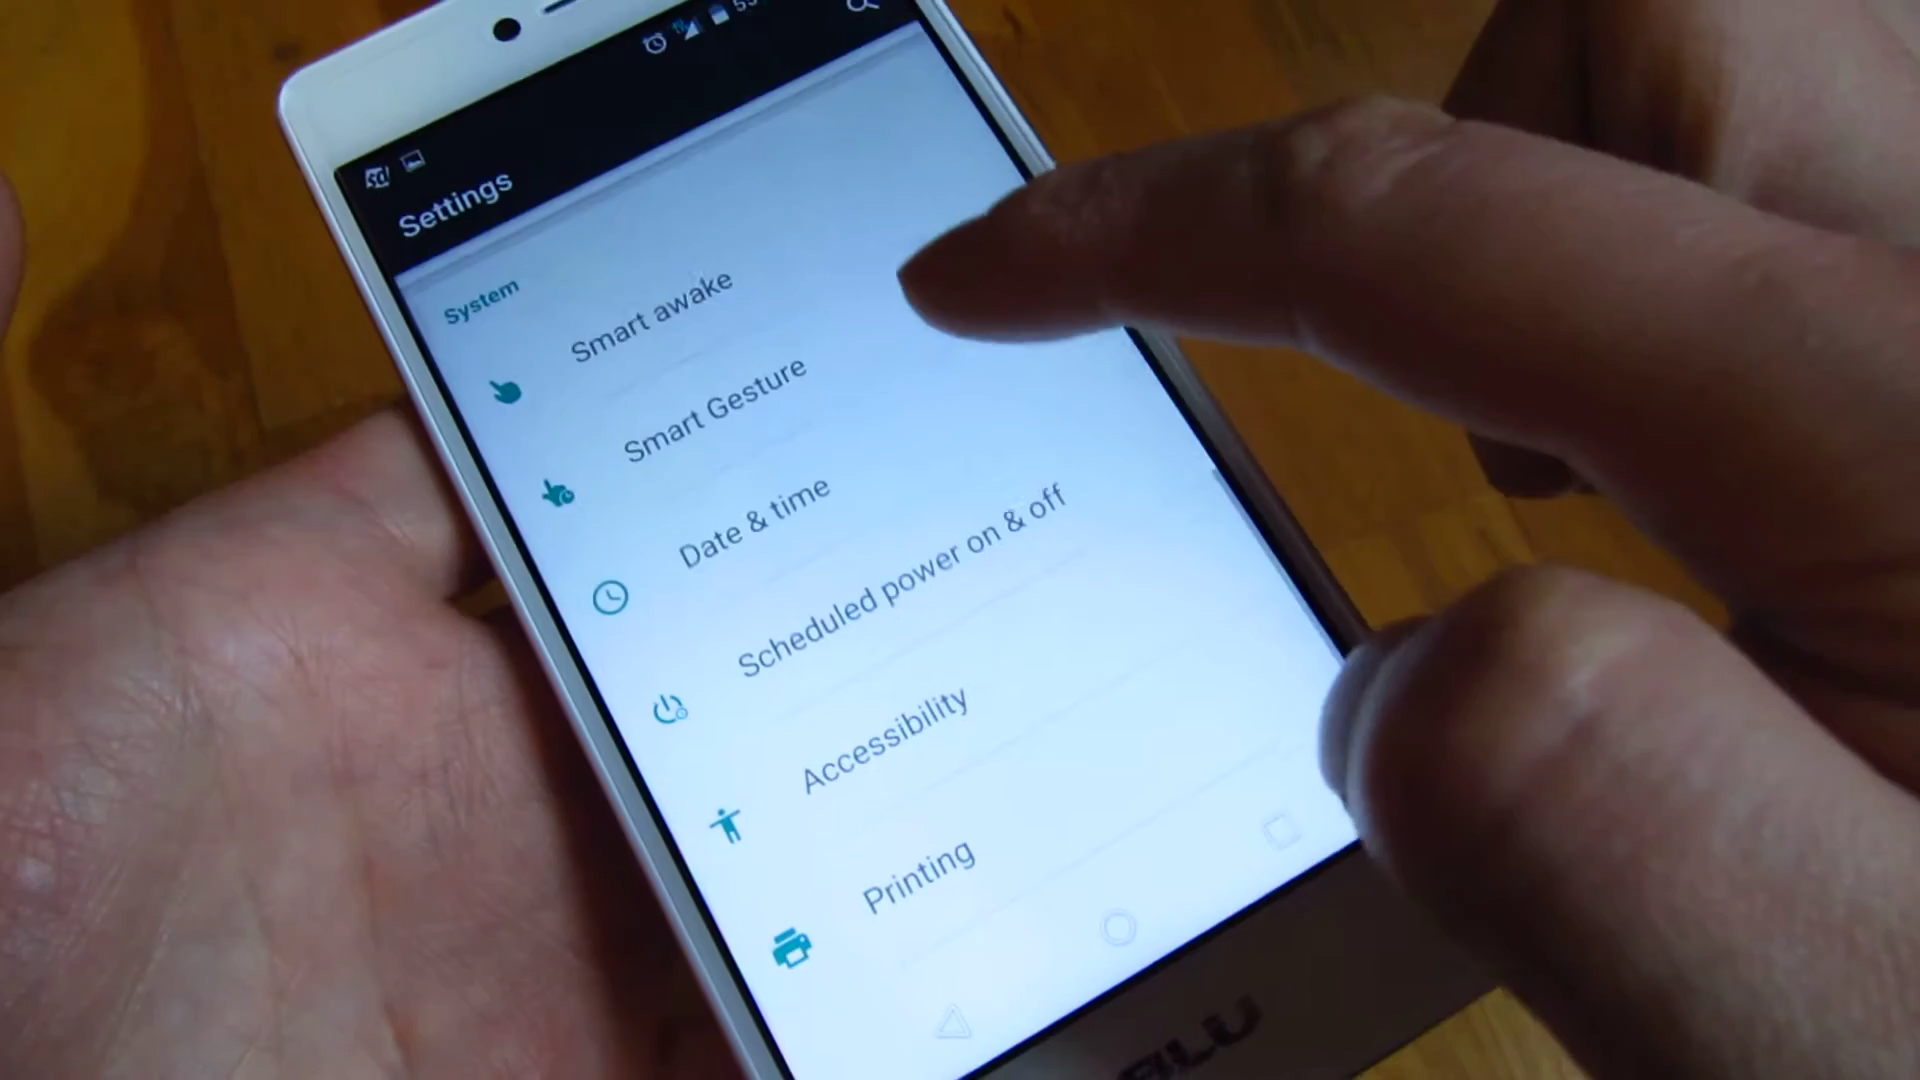 Settings
System
Smart awake
Smart Gesture
Date & time
Scheduled power on & off
Accessibility
Printing
BLU